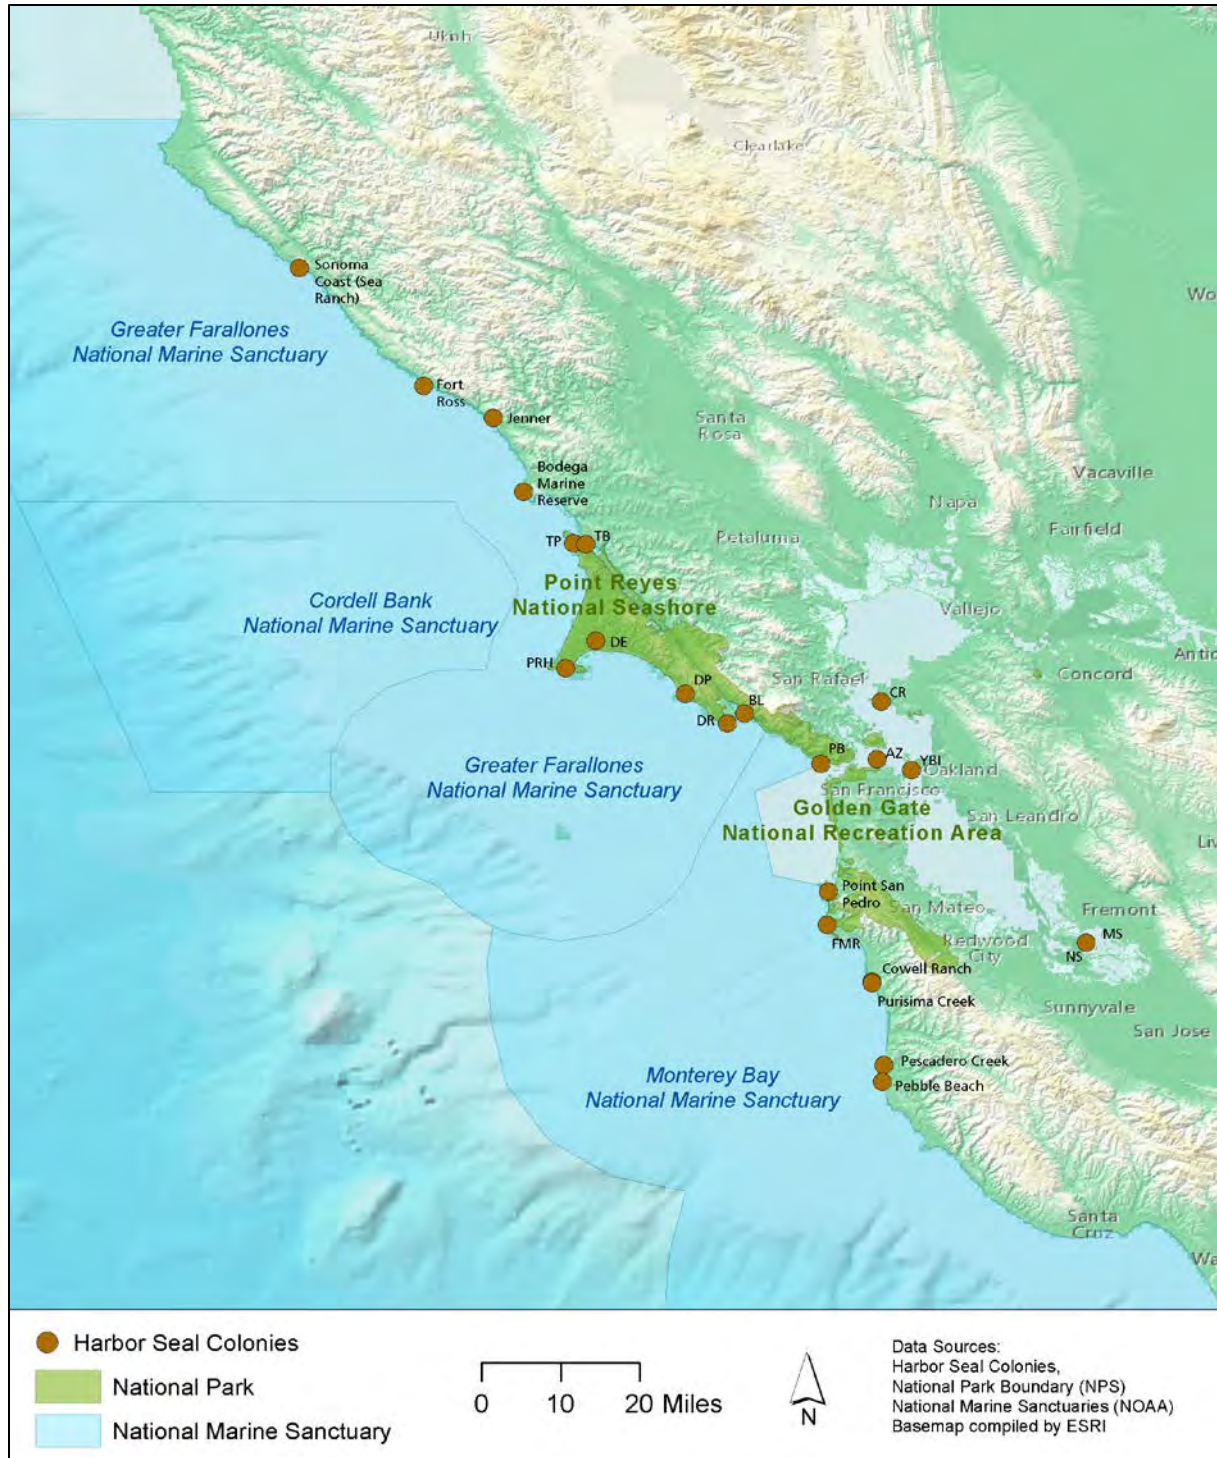 Ukiah
Clearlake
Sonoma
Coast (Sea
Ranch)
Wo
Greater Farallones
National Marine Sanctuary
Fort
Ross
Jenner
Santa
Rosa
Bodega
Marine
Reserve
Vacaville
Napa
Fairfield
TP
TB
Petaluma
Point Reyes
National Seashore
Cordell Bank
National Marine Sanctuary
Vallejo
DE
PRH
Antio
Concord
San Rafael
DP
CR
BL
DR
PB
AZ
YBI
Oakland
Greater Farallones
National Marine Sanctuary
San Francisco
Golden Gate
National Recreation Area
San Leandro
Liv
Point San
Pedro
San Mateo
Fremont
FMR
Redwood
City
MS
NS
Cowell Ranch
Purisima Creek
Sunnyvale
San Jose
Pescadero Creek
Pebble Beach
Monterey Bay
National Marine Sanctuary
Santa
Cruz
Wa
Harbor Seal Colonies
National Park
National Marine Sanctuary
0 10 20 Miles
N
Data Sources:
Harbor Seal Colonies,
National Park Boundary (NPS)
National Marine Sanctuaries (NOAA)
Basemap compiled by ESRI